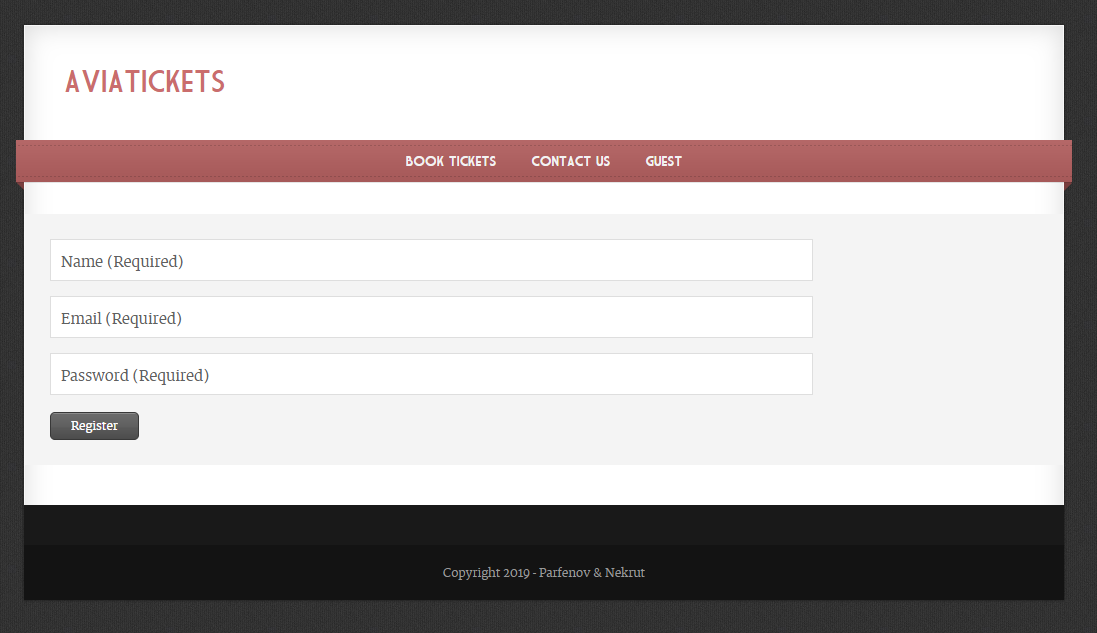 AVIATICKETS
BOOK TICKETS CONTACT US GUEST
Name (Required)
Email (Required)
Password (Required)
Register
Copyright 2019 - Parfenov & Nekrut